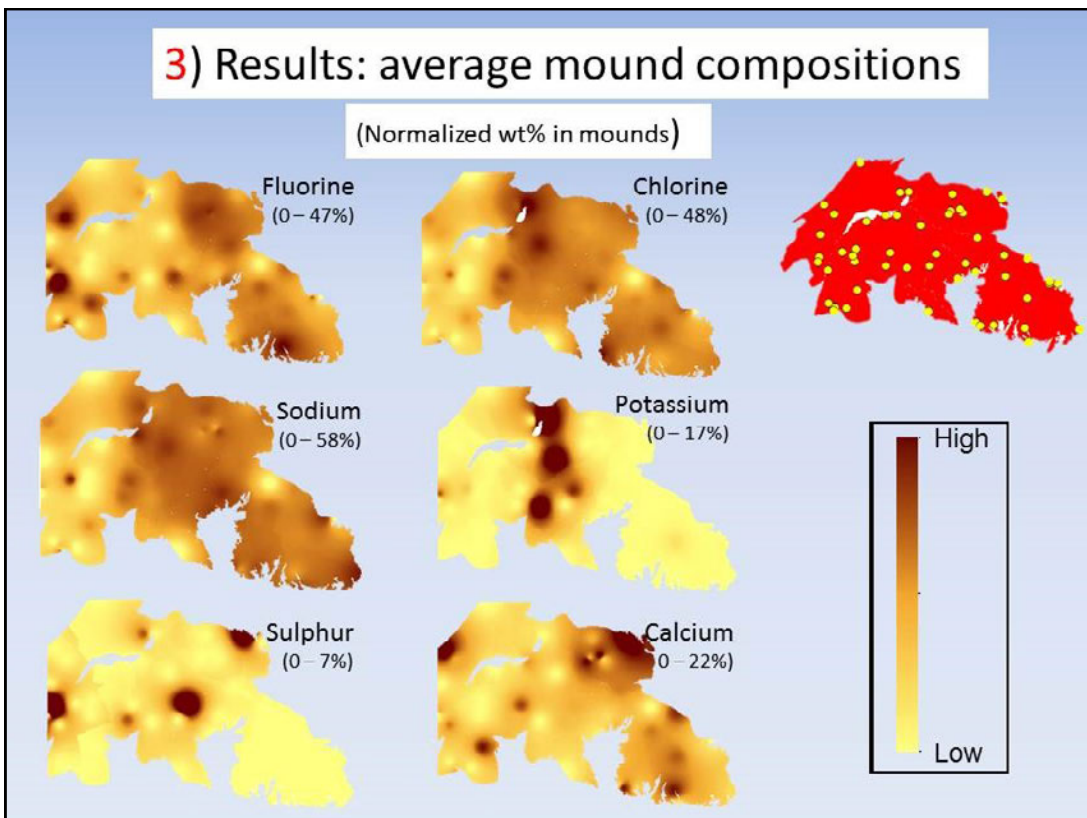 3) Results: average mound compositions
(Normalized wt% in mounds)
Fluorine
(0 – 47%)
Chlorine
(0 – 48%)
Sodium
(0 – 58%)
Potassium
(0 – 17%)
Sulphur
(0 – 7%)
Calcium
(0 – 22%)
High
Low